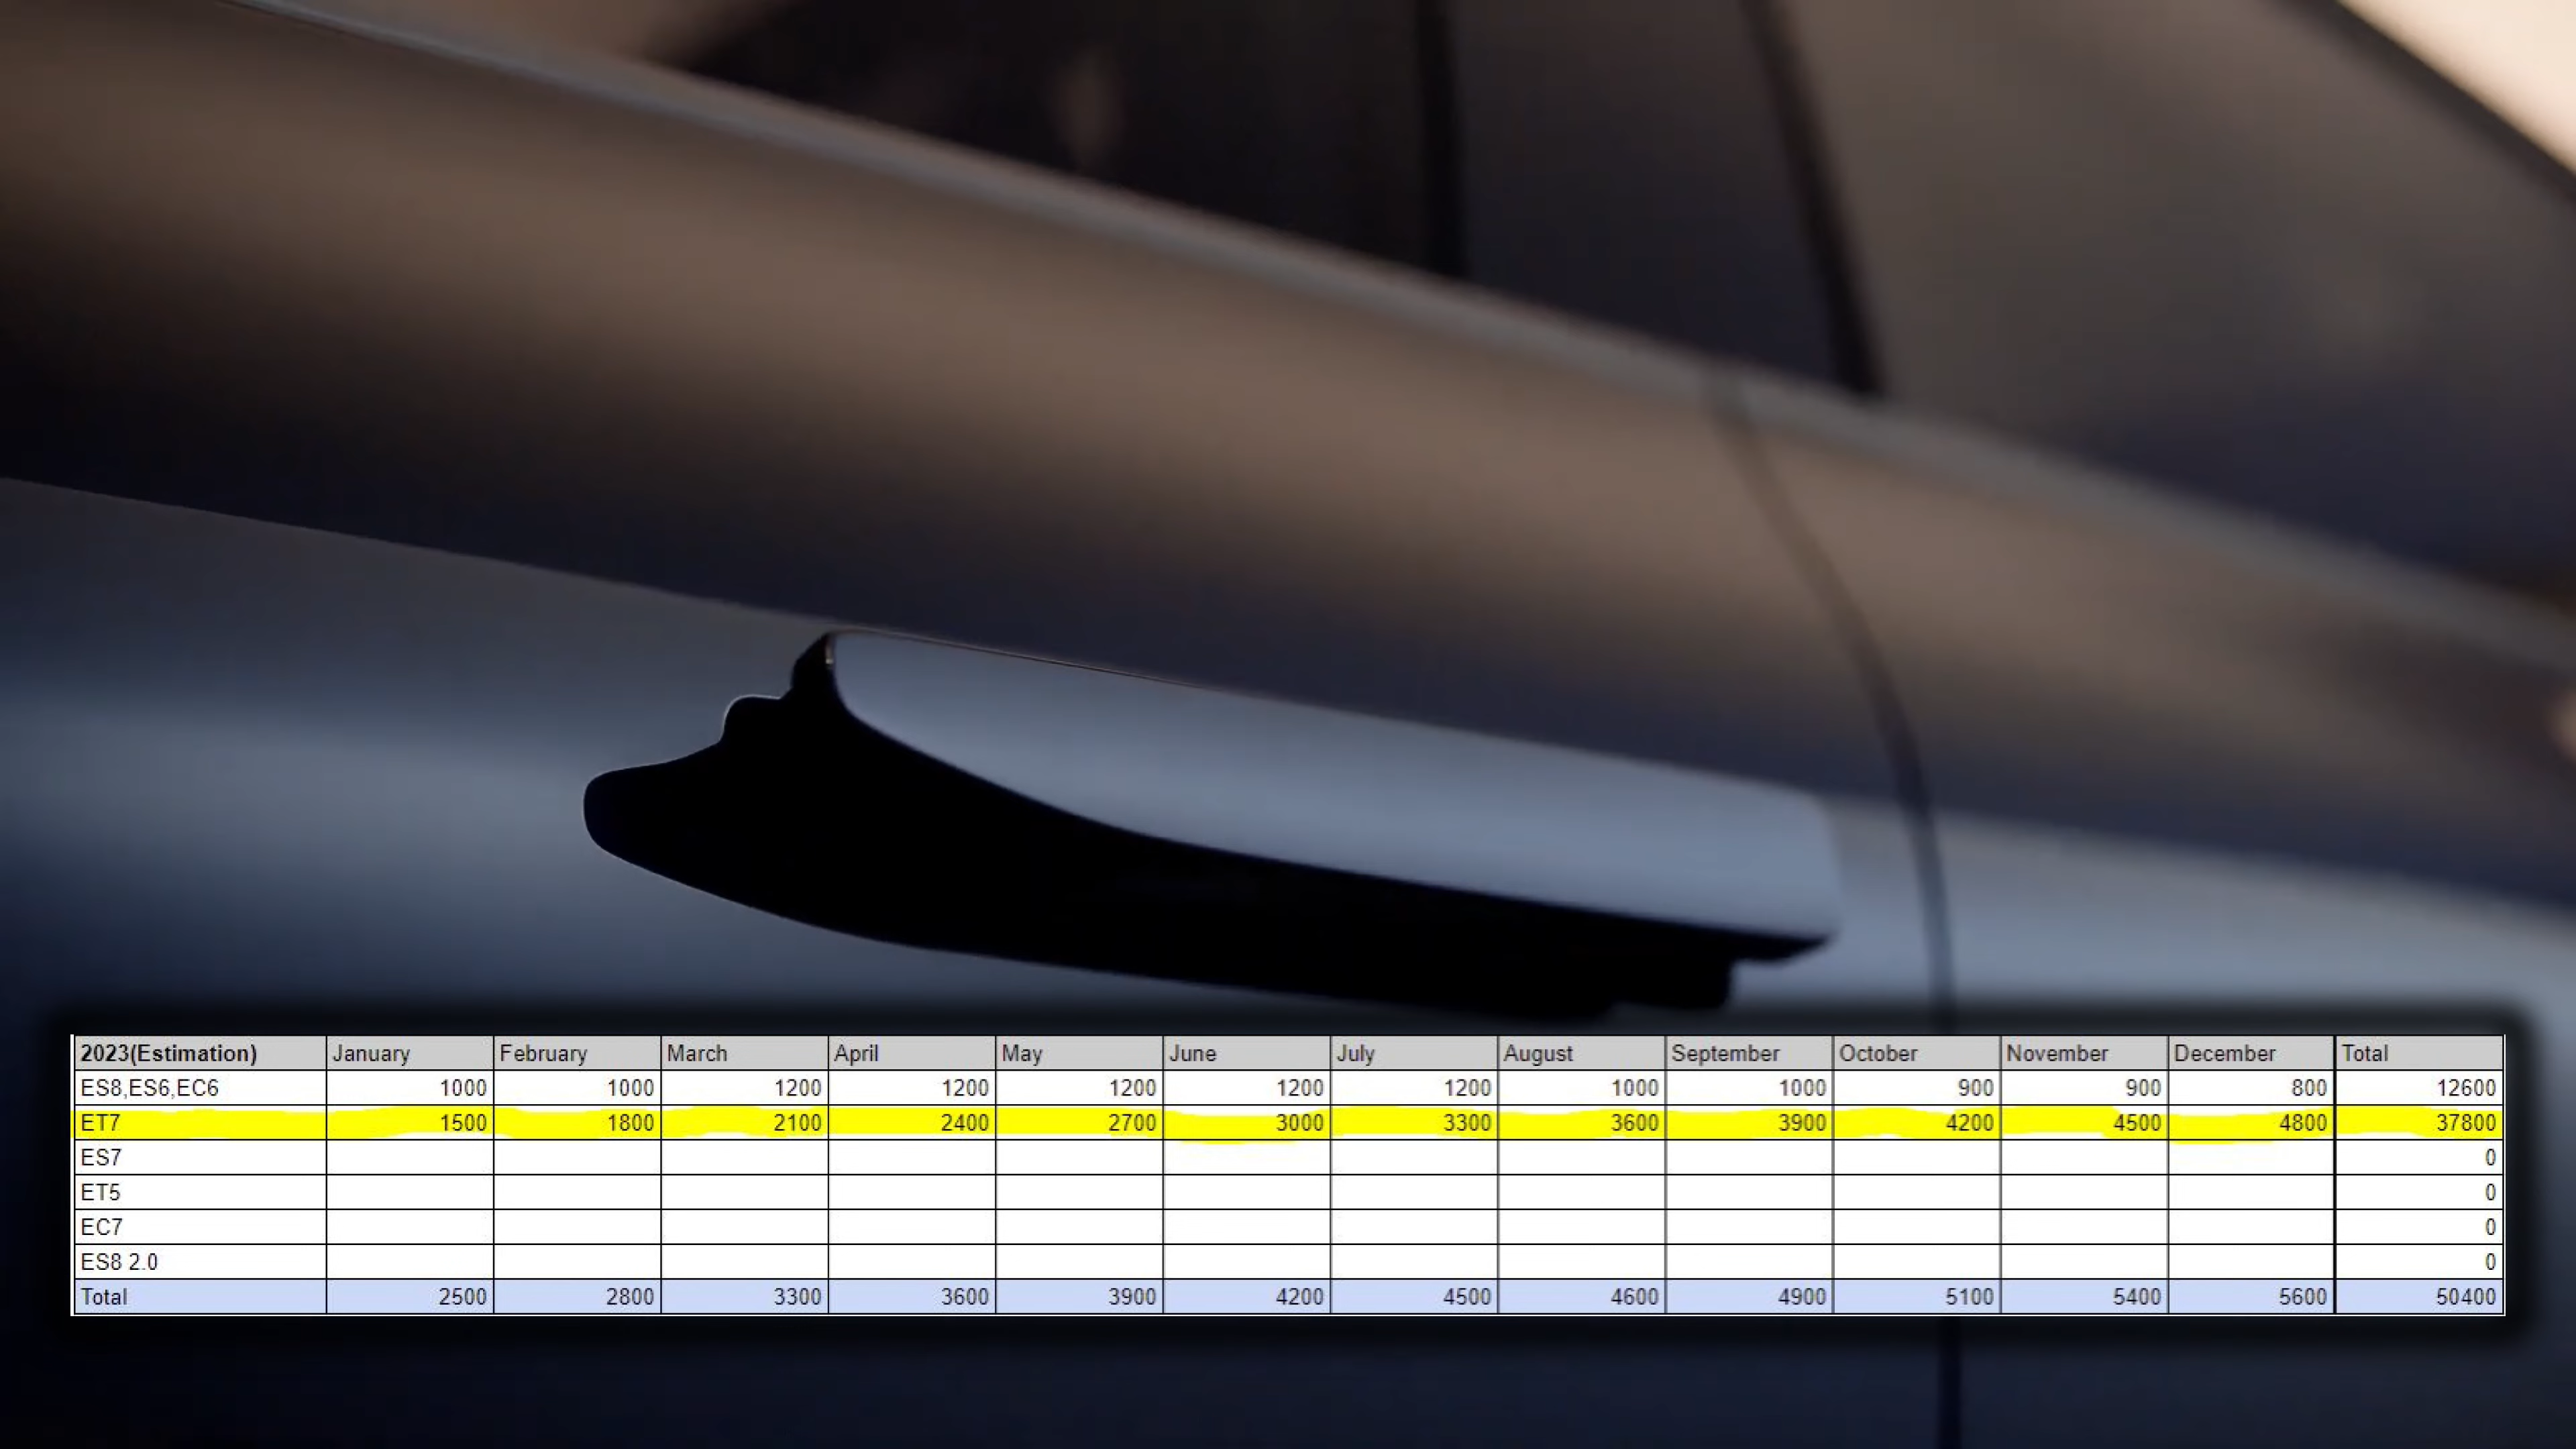 2023(Estimation) January February March April May June July August September October November December Total
ES8,ES6,EC6 1000 1000 1200 1200 1200 1200 1200 1000 1000 900 900 800 12600
ET7 1500 1800 2100 2400 2700 3000 3300 3600 3900 4200 4500 4800 37800
ES7 0
ET5 0
EC7 0
ES8 2.0 0
Total 2500 2800 3300 3600 3900 4200 4500 4600 4900 5100 5400 5600 50400